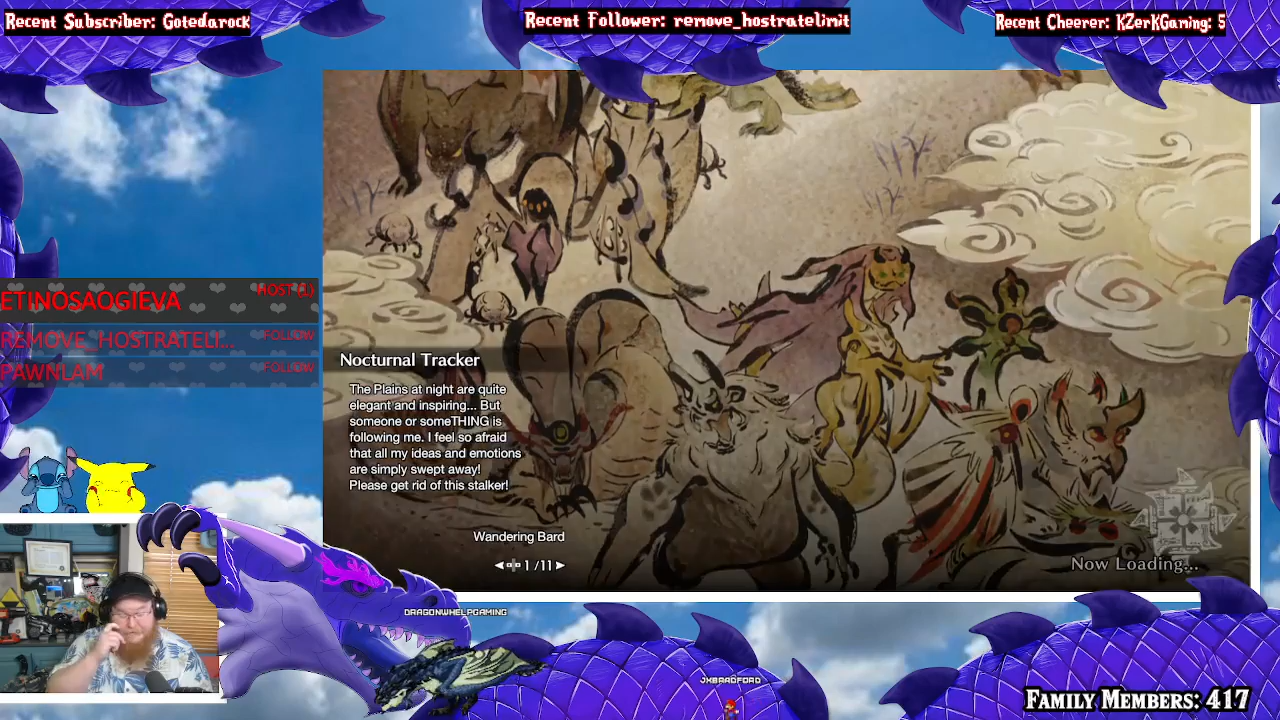 Recent Subscriber: Gotedarock
Recent Follower: remove_hostratelimit
Recent Cheerer: KZerKGaming: 5
ETINOSAOGIEVA HOST (1)
REMOVE_HOSTRATELI... FOLLOW
PAWNLAM FOLLOW
Nocturnal Tracker
The Plains at night are quite
elegant and inspiring... But
someone or someTHING is
following me. I feel so afraid
that all my ideas and emotions
are simply swept away!
Please get rid of this stalker!
Wandering Bard
1 /11
Now Loading...
DRAGONWHELPGAMING
JXBRADFORD
Family Members: 417